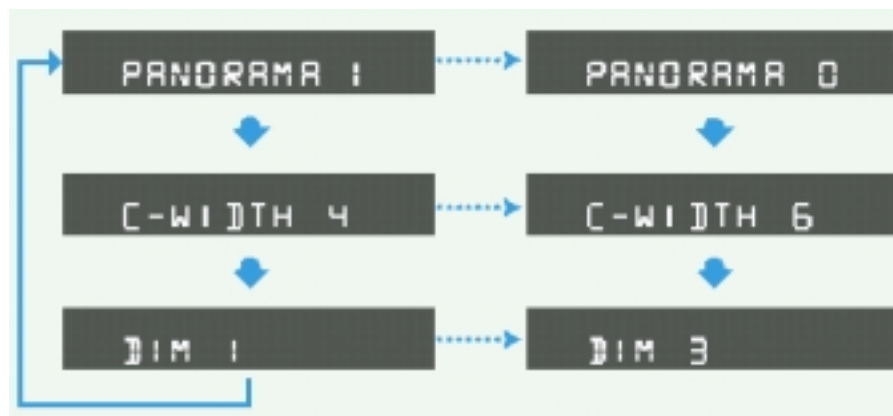 PANORAMA 1
PANORAMA 0
C-WIDTH 4
C-WIDTH 6
DIM 1
DIM 3